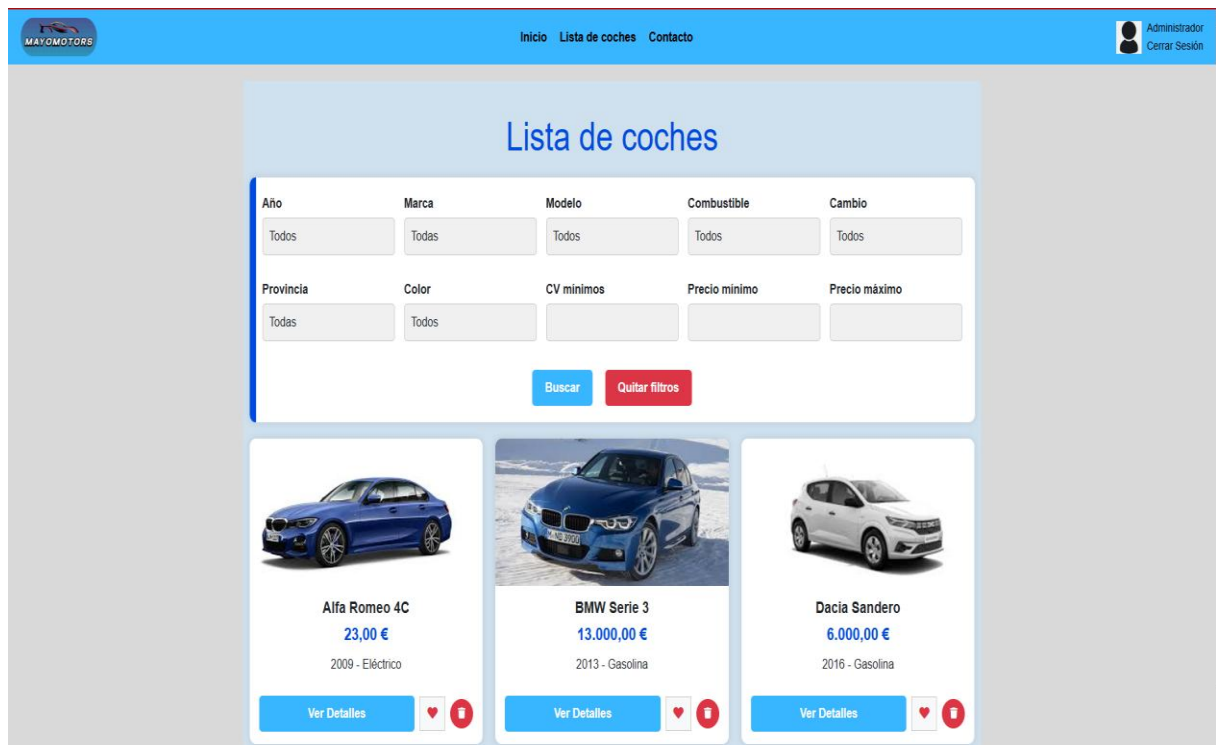 MAYOMOTORS
Inicio Lista de coches Contacto
Administrador
Cerrar Sesión
Lista de coches
Año Marca Modelo Combustible Cambio
Todos Todas Todos Todos Todos
Provincia Color CV mínimos Precio mínimo Precio máximo
Todas Todos
Buscar Quitar filtros
Alfa Romeo 4C
23,00 €
2009 - Eléctrico
Ver Detalles
BMW Serie 3
13.000,00 €
2013 - Gasolina
Ver Detalles
Dacia Sandero
6.000,00 €
2016 - Gasolina
Ver Detalles